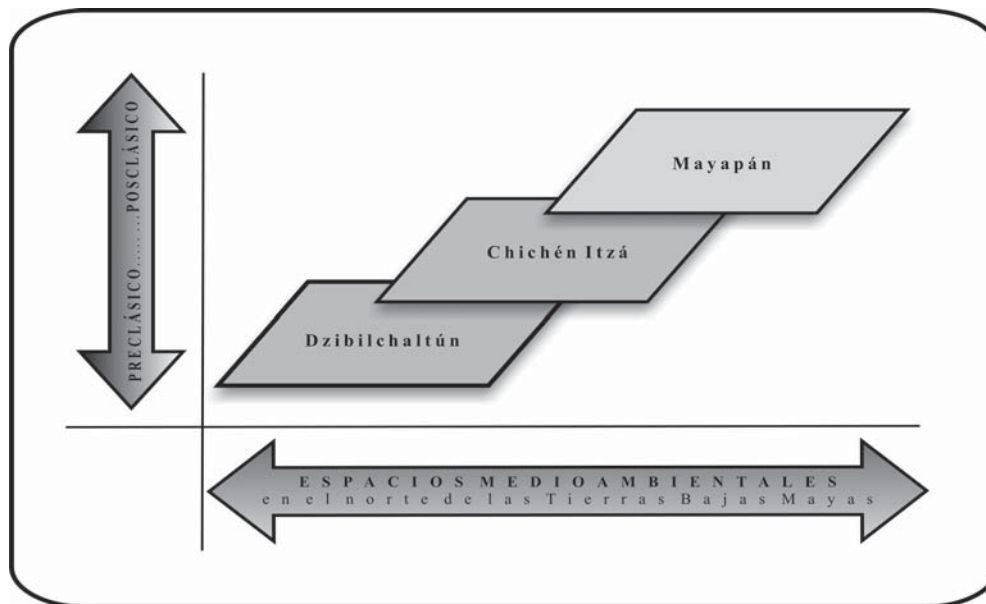 PRECLÁSICO..... ...POSCLÁSICO
Mayapán
Chichén Itzá
Dzibilchaltún
ESPACIOS MEDIOAMBIENTALES
en el norte de las Tierras Bajas Mayas